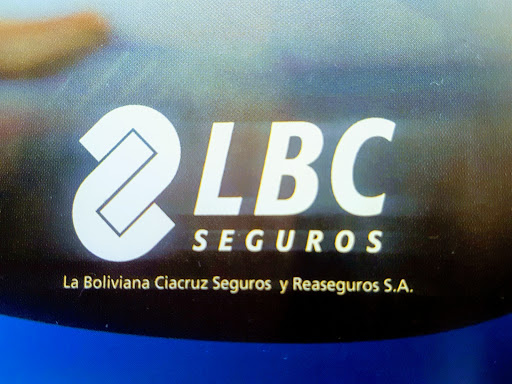 LBC
SEGUROS
La Boliviana Ciacruz Seguros y Reaseguros S.A.